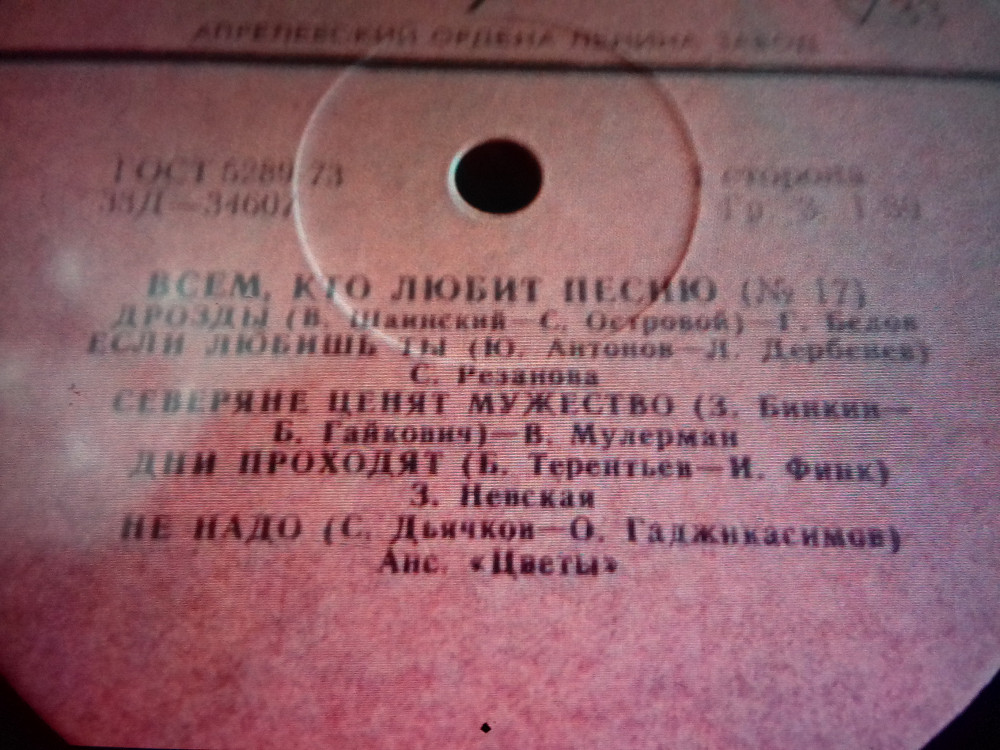 АПРЕЛЕВСКИЙ ОРДЕНА ЛЕНИНА ЗАВОД
ГОСТ 5289-73
33Д—34607
сторона
Гр. 3.
ВСЕМ, КТО ЛЮБИТ ПЕСНЮ (№ 17)
ДРОЗДЫ (В. Шаинский—С. Островой)—Г. Белов
ЕСЛИ ЛЮБИШЬ ТЫ (Ю. Антонов—Л. Дербенев)
С. Резанова
СЕВЕРЯНЕ ЦЕНЯТ МУЖЕСТВО (З. Бинкин—
Б. Гайкович)—В. Мулерман
ДНИ ПРОХОДЯТ (Б. Терентьев—И. Финк)
З. Невская
НЕ НАДО (С. Дьячков—О. Гаджикасимов)
Анс. «Цветы»